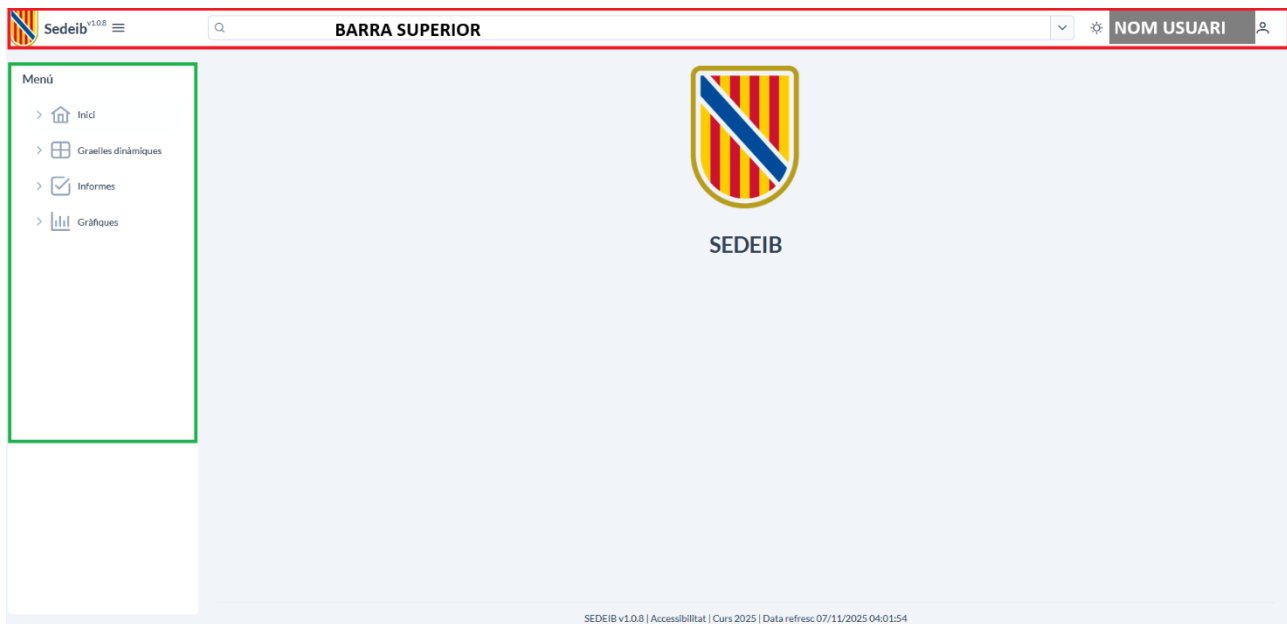 Sedeib v1.0.8
BARRA SUPERIOR
NOM USUARI
Menú
Inici
Graelles dinàmiques
Informes
Gràfiques
SEDEIB
SEDEIB v1.0.8 | Accessibilitat | Curs 2025 | Data refresc 07/11/2025 04:01:54